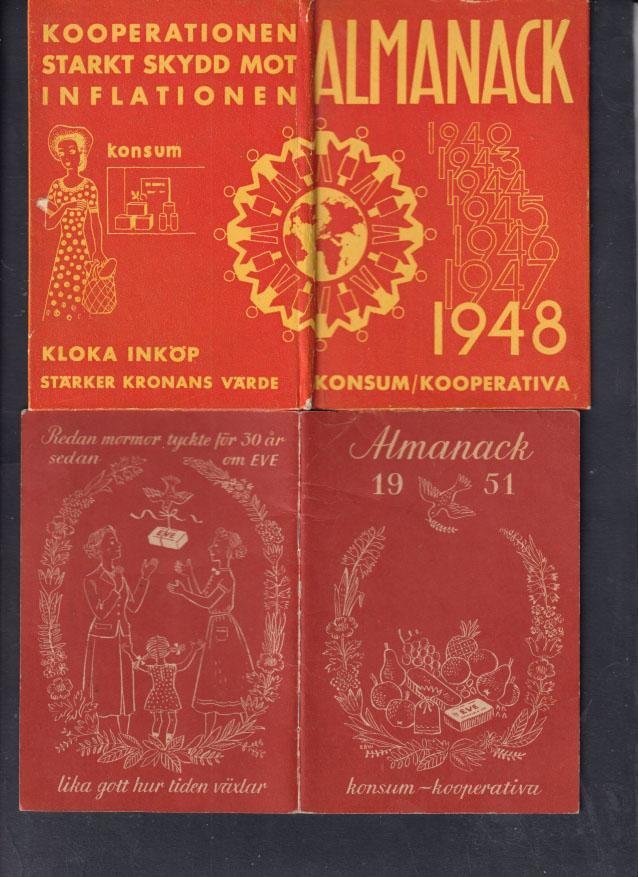 KOOPERATIONEN
STARKT SKYDD MOT
INFLATIONEN
konsum
KLOKA INKÖP
STÄRKER KRONANS VÄRDE
ALMANACK
1942
1943
1944
1945
1946
1947
1948
KONSUM/KOOPERATIVA
Redan mormor tyckte för 30 år
sedan om EVE
EVE
lika gott hur tiden växlar
Almanack
19 51
EVE
konsum – kooperativa